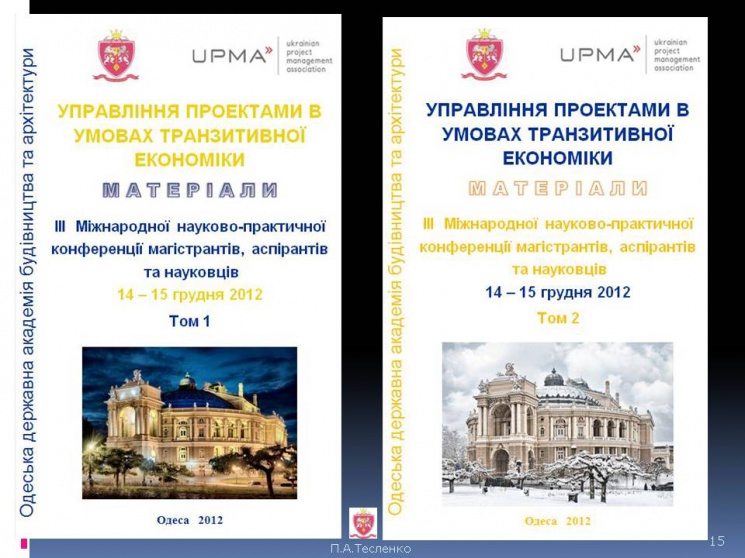 Одеська державна академія будівництва та архітектури
UPMA»
ukrainian
project
management
association
УПРАВЛІННЯ ПРОЕКТАМИ В
УМОВАХ ТРАНЗИТИВНОЇ
ЕКОНОМІКИ
МАТЕРІАЛИ
ІІІ Міжнародної науково-практичної
конференції магістрантів, аспірантів
та науковців
14 – 15 грудня 2012
Том 1
Одеса 2012
Одеська державна академія будівництва та архітектури
UPMA»
ukrainian
project
management
association
УПРАВЛІННЯ ПРОЕКТАМИ В
УМОВАХ ТРАНЗИТИВНОЇ
ЕКОНОМІКИ
МАТЕРІАЛИ
ІІІ Міжнародної науково-практичної
конференції магістрантів, аспірантів
та науковців
14 – 15 грудня 2012
Том 2
Одеса 2012
П.А.Тесленко
15